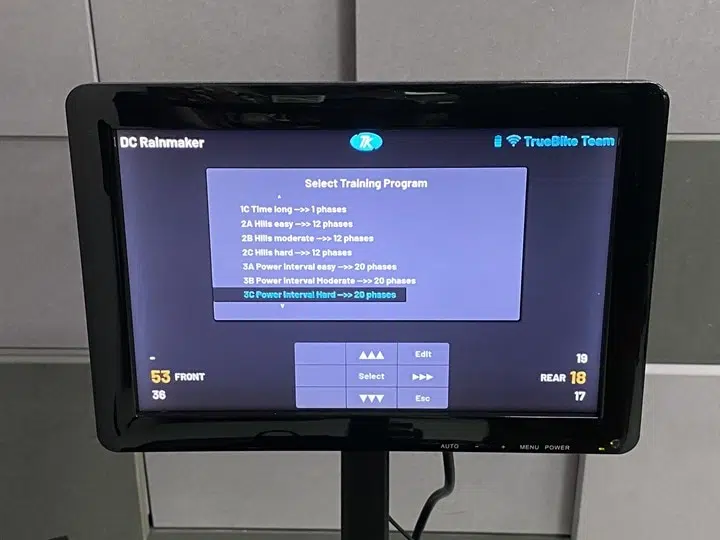 DC Rainmaker
TK
TrueBike Team
Select Training Program
1C Time long —>> 1 phases
2A Hills easy —>> 12 phases
2B Hills moderate —>> 12 phases
2C Hills hard —>> 12 phases
3A Power Interval easy —>> 20 phases
3B Power Interval Moderate —>> 20 phases
3C Power Interval Hard —>> 20 phases
▲▲▲ Edit
Select ▶▶▶
▼▼▼ Esc
-
53 FRONT
36
19
REAR 18
17
AUTO - + MENU POWER